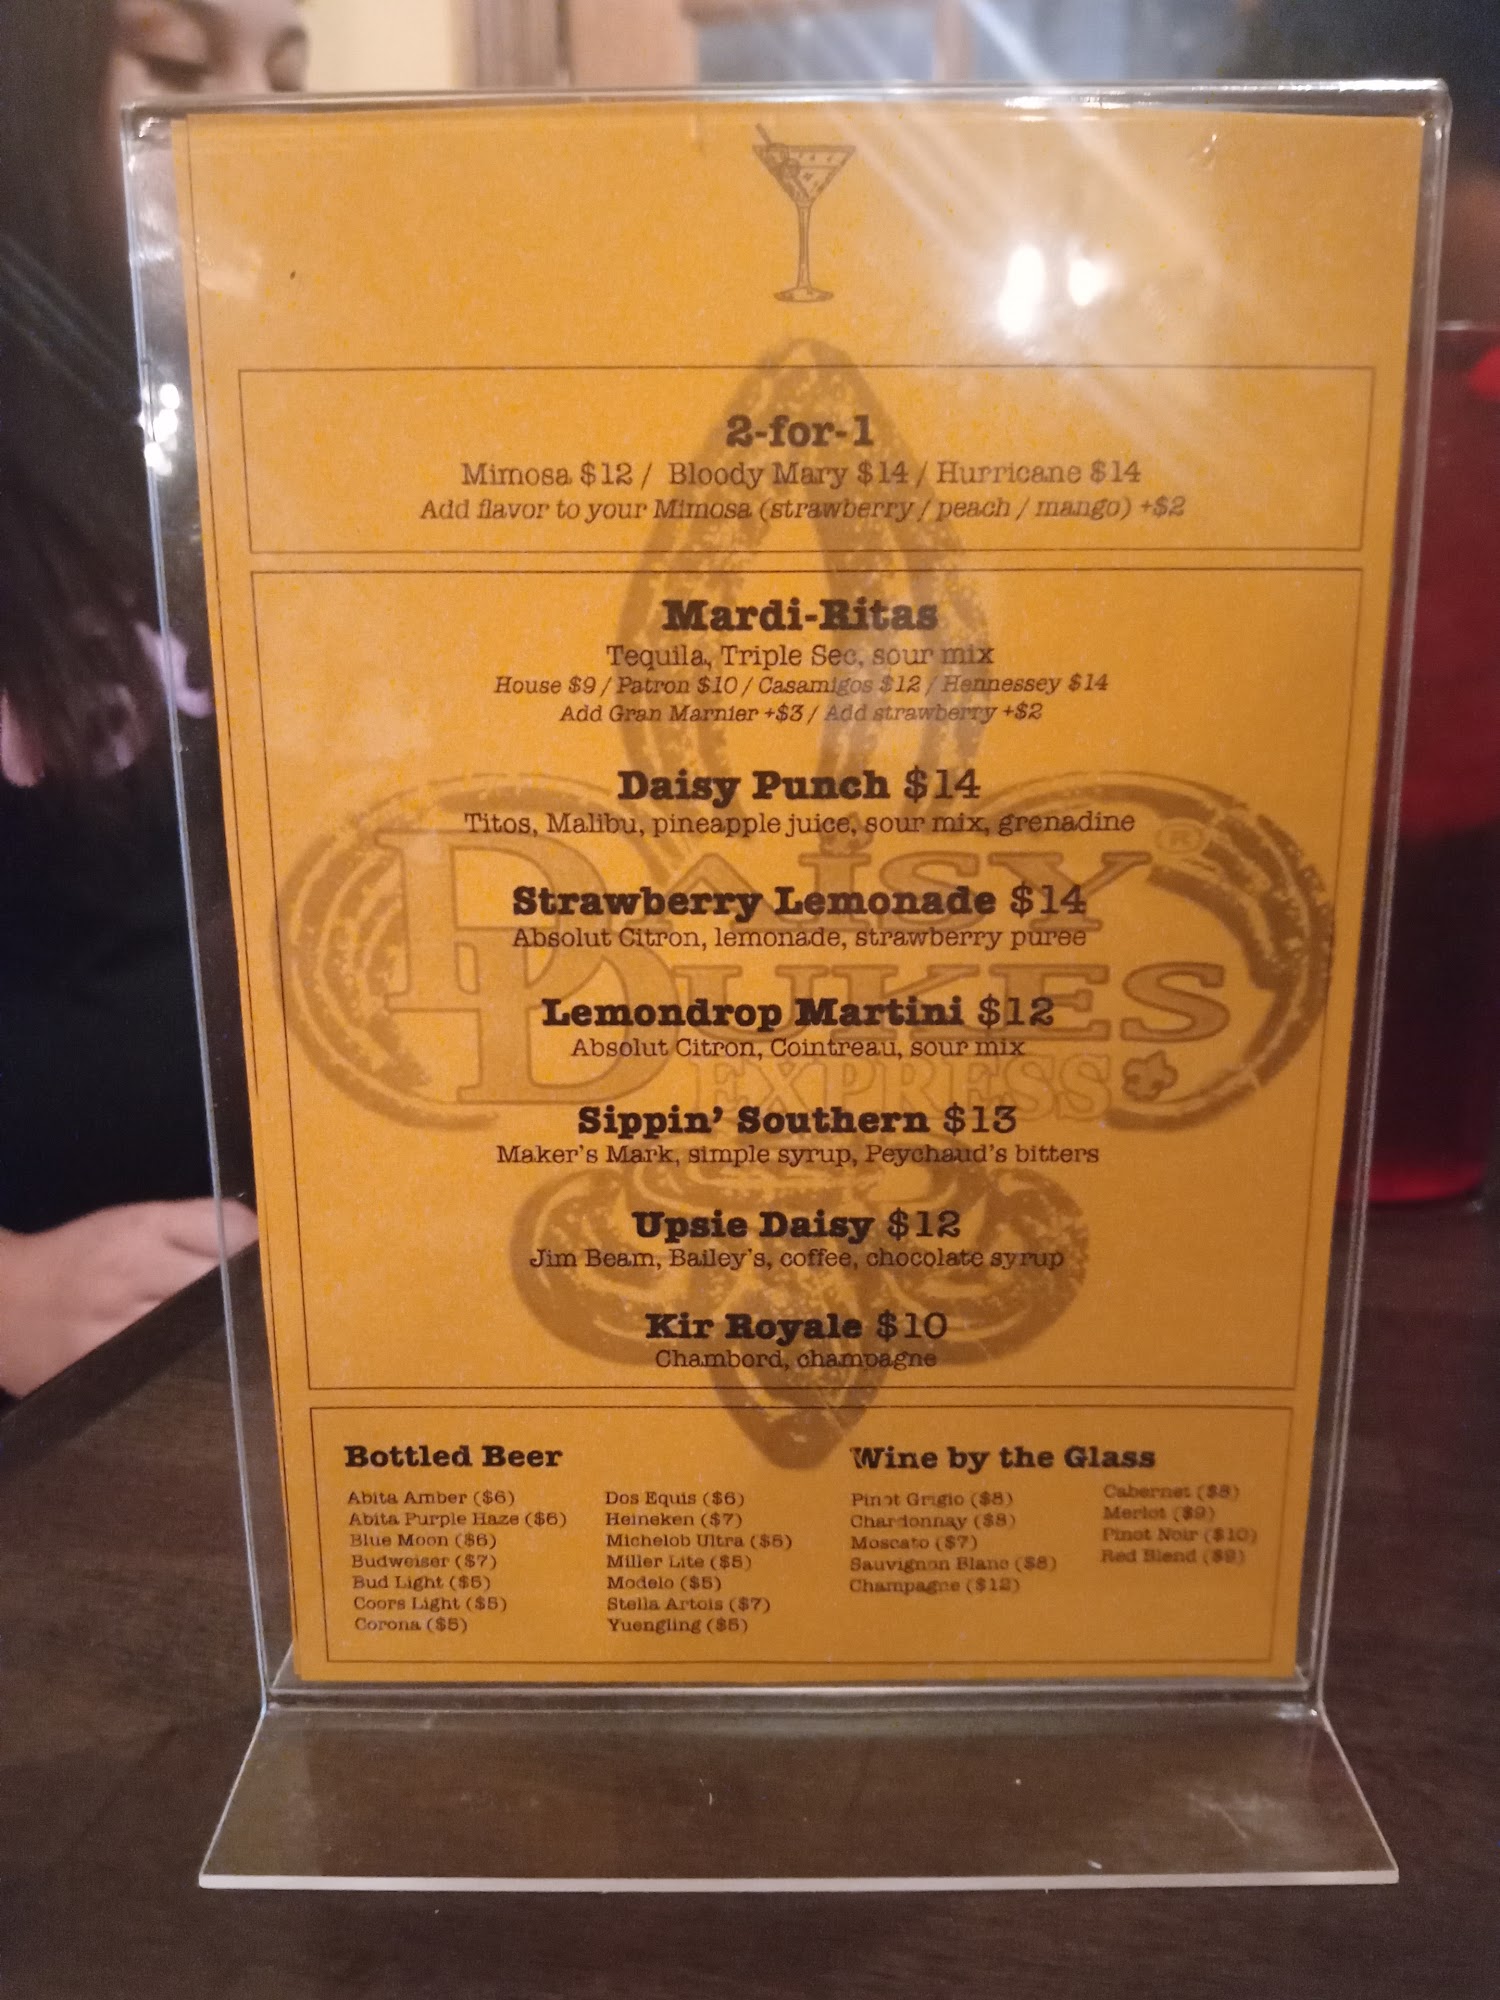 2-for-1
Mimosa $12 / Bloody Mary $14 / Hurricane $14
Add flavor to your Mimosa (strawberry / peach / mango) +$2
Mardi-Ritas
Tequila, Triple Sec, sour mix
House $9 / Patron $10 / Casamigos $12 / Hennessey $14
Add Gran Marnier +$3 / Add strawberry +$2
Daisy Punch $14
Titos, Malibu, pineapple juice, sour mix, grenadine
Strawberry Lemonade $14
Absolut Citron, lemonade, strawberry puree
Lemondrop Martini $12
Absolut Citron, Cointreau, sour mix
Sippin' Southern $13
Maker's Mark, simple syrup, Peychaud's bitters
Upsie Daisy $12
Jim Beam, Bailey's, coffee, chocolate syrup
Kir Royale $10
Chambord, champagne
DAISY
DUKES
EXPRESS
®
Bottled Beer
Abita Amber ($6)
Abita Purple Haze ($6)
Blue Moon ($6)
Budweiser ($7)
Bud Light ($5)
Coors Light ($5)
Corona ($5)
Dos Equis ($6)
Heineken ($7)
Michelob Ultra ($5)
Miller Lite ($5)
Modelo ($5)
Stella Artois ($7)
Yuengling ($5)
Wine by the Glass
Pinot Grigio ($8)
Chardonnay ($8)
Moscato ($7)
Sauvignon Blanc ($8)
Champagne ($12)
Cabernet ($8)
Merlot ($9)
Pinot Noir ($10)
Red Blend ($9)